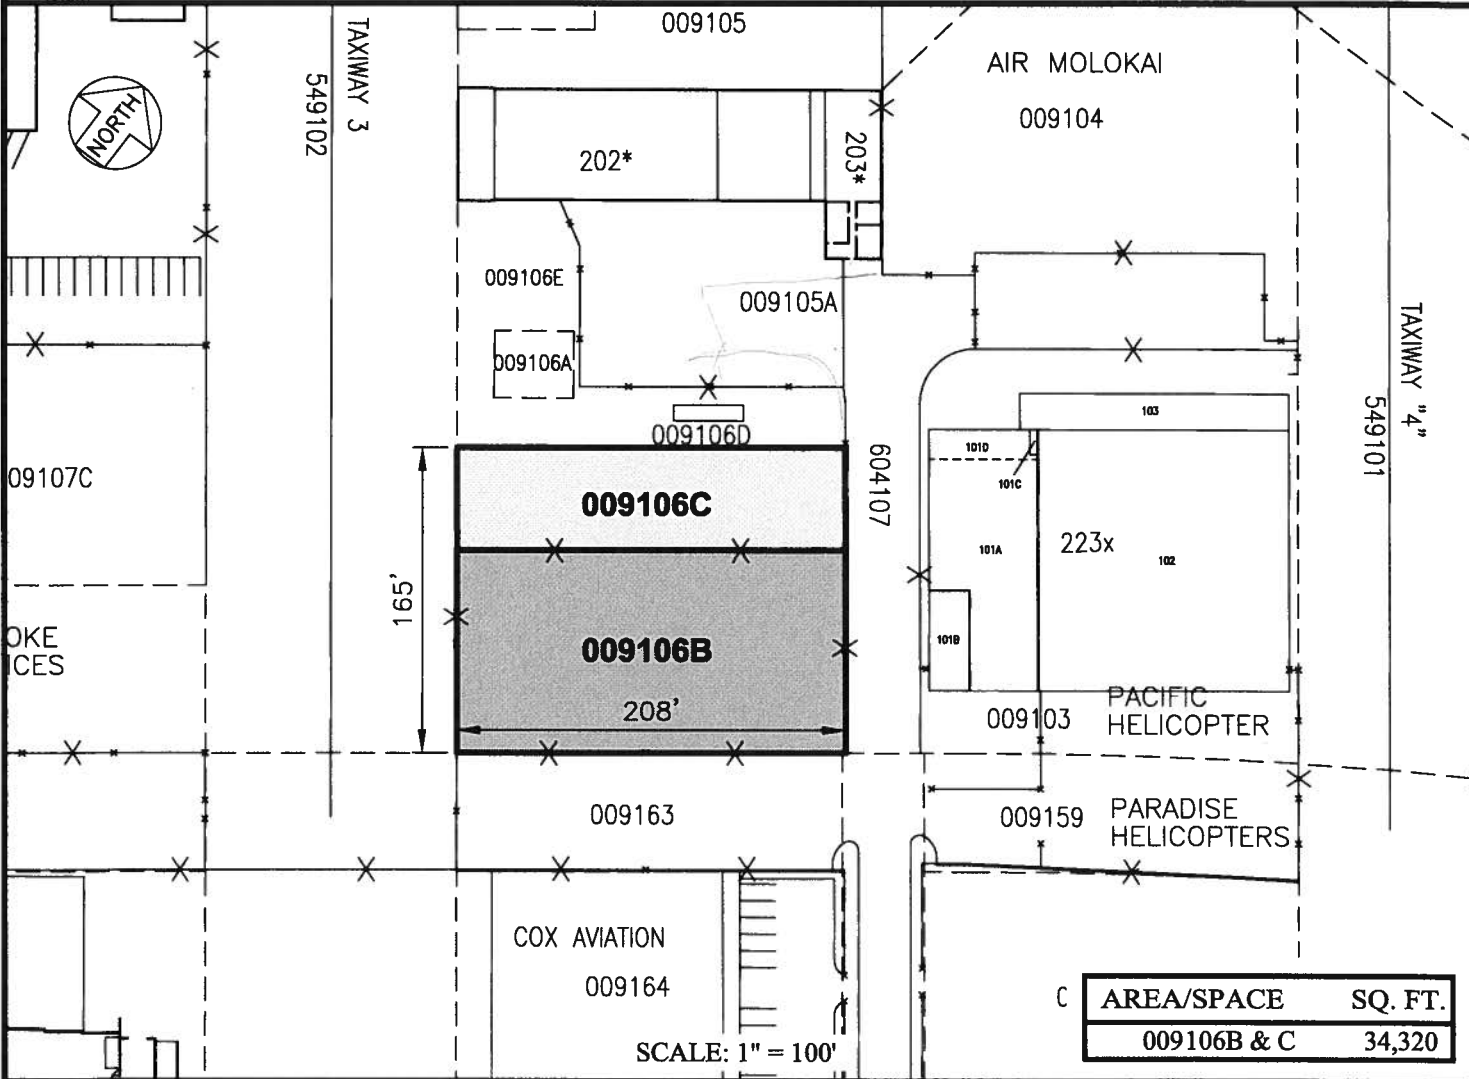 009105
TAXIWAY 3
549102
NORTH
AIR MOLOKAI
009104
202*
203*
009106E
009105A
009106A
009106D
TAXIWAY "4"
549101
103
101D
101C
09107C
009106C
604107
101A
223x
102
165'
OKE
ICES
009106B
101B
208'
009103
PACIFIC
HELICOPTER
009163
009159
PARADISE
HELICOPTERS
COX AVIATION
009164
C
AREA/SPACE SQ. FT.
009106B & C 34,320
SCALE: 1" = 100'